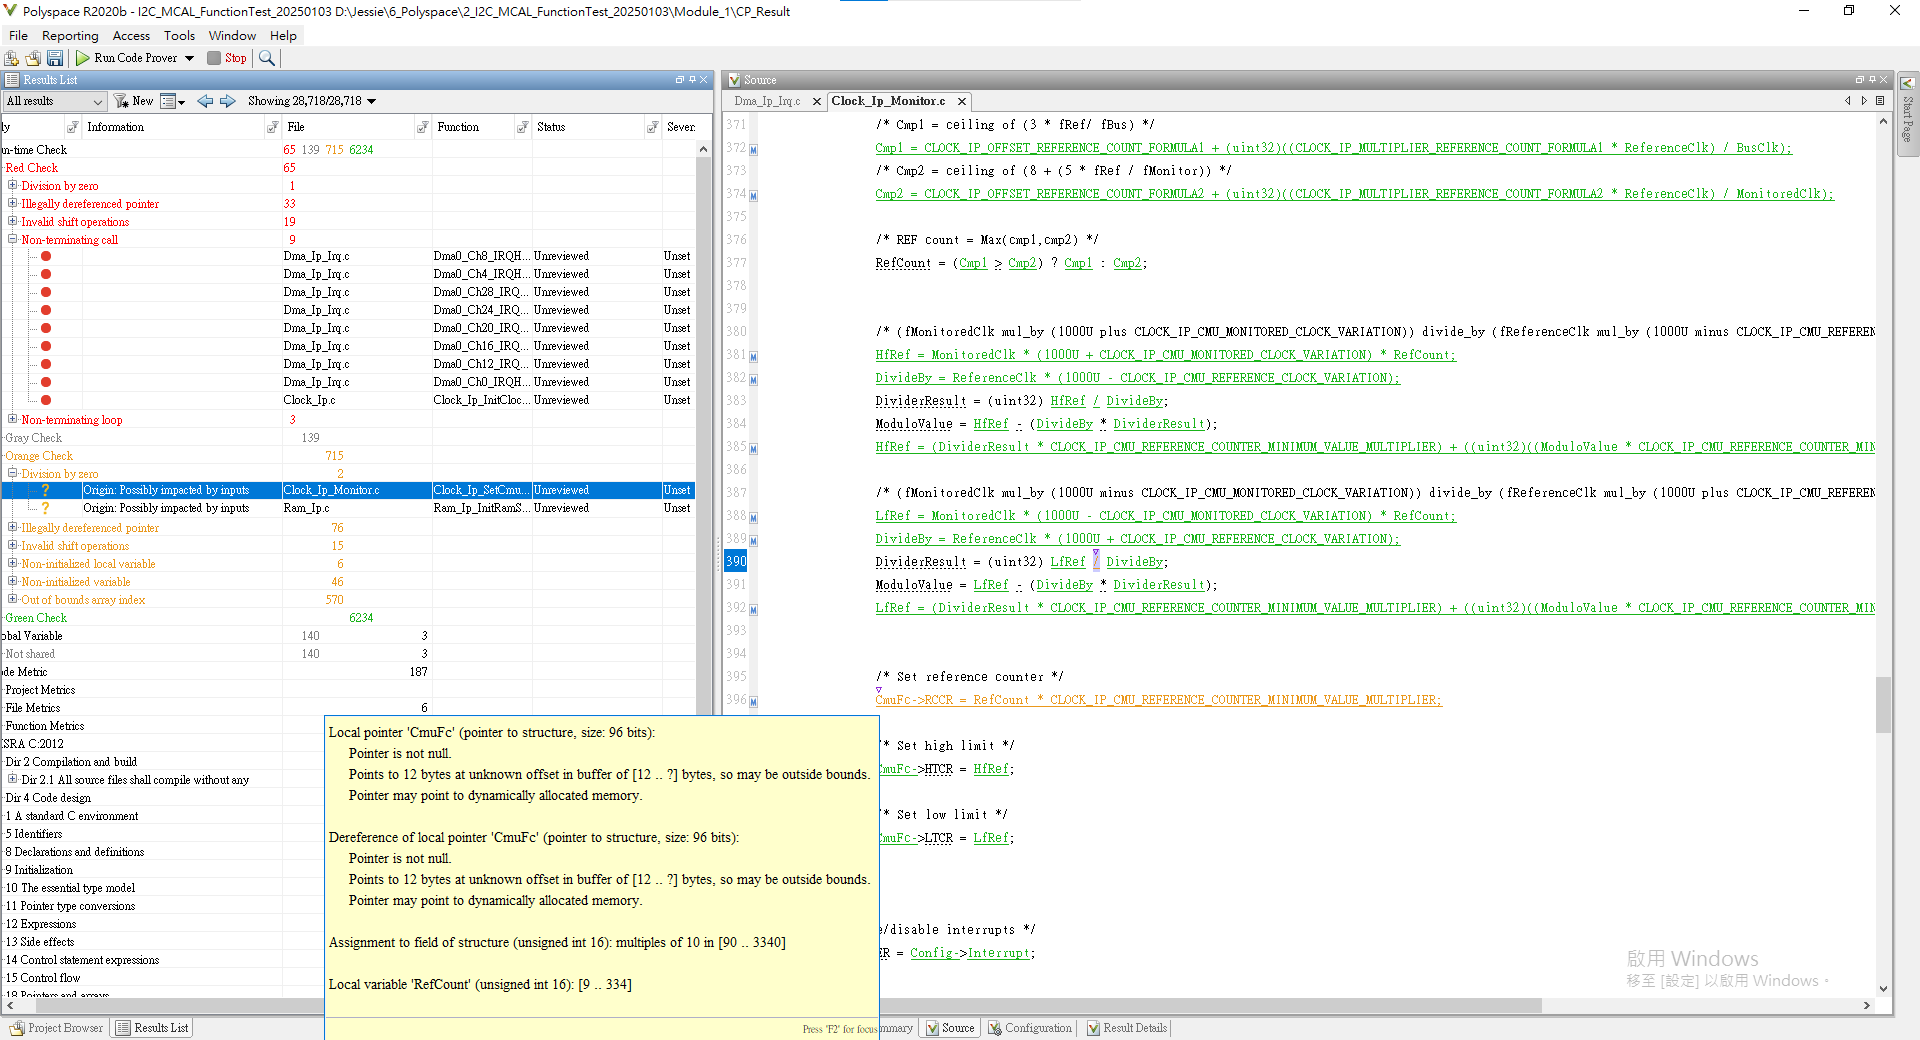 Polyspace R2020b - I2C_MCAL_FunctionTest_20250103 D:\Jessie\6_Polyspace\2_I2C_MCAL_FunctionTest_20250103\Module_1\CP_Result
File Reporting Access Tools Window Help
Run Code Prover Stop
Results List
All results New Showing 28,718/28,718
ly Information File Function Status Sever
n-time Check 65 139 715 6234
Red Check 65
Division by zero 1
Illegally dereferenced pointer 33
Invalid shift operations 19
Non-terminating call 9
Dma_Ip_Irq.c Dma0_Ch8_IRQH... Unreviewed Unset
Dma_Ip_Irq.c Dma0_Ch4_IRQH... Unreviewed Unset
Dma_Ip_Irq.c Dma0_Ch28_IRQ... Unreviewed Unset
Dma_Ip_Irq.c Dma0_Ch24_IRQ... Unreviewed Unset
Dma_Ip_Irq.c Dma0_Ch20_IRQ... Unreviewed Unset
Dma_Ip_Irq.c Dma0_Ch16_IRQ... Unreviewed Unset
Dma_Ip_Irq.c Dma0_Ch12_IRQ... Unreviewed Unset
Dma_Ip_Irq.c Dma0_Ch0_IRQH... Unreviewed Unset
Clock_Ip.c Clock_Ip_InitCloc... Unreviewed Unset
Non-terminating loop 3
Gray Check 139
Orange Check 715
Division by zero 2
? Origin: Possibly impacted by inputs Clock_Ip_Monitor.c Clock_Ip_SetCmu... Unreviewed Unset
? Origin: Possibly impacted by inputs Ram_Ip.c Ram_Ip_InitRamS... Unreviewed Unset
Illegally dereferenced pointer 76
Invalid shift operations 15
Non-initialized local variable 6
Non-initialized variable 46
Out of bounds array index 570
Green Check 6234
obal Variable 140 3
Not shared 140 3
de Metric 187
Project Metrics
File Metrics 6
Function Metrics
SRA C:2012
Dir 2 Compilation and build
Dir 2.1 All source files shall compile without any
Dir 4 Code design
1 A standard C environment
5 Identifiers
8 Declarations and definitions
9 Initialization
10 The essential type model
11 Pointer type conversions
12 Expressions
13 Side effects
14 Control statement expressions
15 Control flow
18 Pointers and arrays
Project Browser Results List
Local pointer 'CmuFc' (pointer to structure, size: 96 bits):
Pointer is not null.
Points to 12 bytes at unknown offset in buffer of [12 .. ?] bytes, so may be outside bounds.
Pointer may point to dynamically allocated memory.
Dereference of local pointer 'CmuFc' (pointer to structure, size: 96 bits):
Pointer is not null.
Points to 12 bytes at unknown offset in buffer of [12 .. ?] bytes, so may be outside bounds.
Pointer may point to dynamically allocated memory.
Assignment to field of structure (unsigned int 16): multiples of 10 in [90 .. 3340]
Local variable 'RefCount' (unsigned int 16): [9 .. 334]
Press 'F2' for focus
Source
Dma_Ip_Irq.c Clock_Ip_Monitor.c
371 /* Cmp1 = ceiling of (3 * fRef/ fBus) */
372 Cmp1 = CLOCK_IP_OFFSET_REFERENCE_COUNT_FORMULA1 + (uint32)((CLOCK_IP_MULTIPLIER_REFERENCE_COUNT_FORMULA1 * ReferenceClk) / BusClk);
373 /* Cmp2 = ceiling of (8 + (5 * fRef / fMonitor)) */
374 Cmp2 = CLOCK_IP_OFFSET_REFERENCE_COUNT_FORMULA2 + (uint32)((CLOCK_IP_MULTIPLIER_REFERENCE_COUNT_FORMULA2 * ReferenceClk) / MonitoredClk);
375
376 /* REF count = Max(cmp1,cmp2) */
377 RefCount = (Cmp1 > Cmp2) ? Cmp1 : Cmp2;
378
379
380 /* (fMonitoredClk mul_by (1000U plus CLOCK_IP_CMU_MONITORED_CLOCK_VARIATION)) divide_by (fReferenceClk mul_by (1000U minus CLOCK_IP_CMU_REFEREN
381 HfRef = MonitoredClk * (1000U + CLOCK_IP_CMU_MONITORED_CLOCK_VARIATION) * RefCount;
382 DivideBy = ReferenceClk * (1000U - CLOCK_IP_CMU_REFERENCE_CLOCK_VARIATION);
383 DividerResult = (uint32) HfRef / DivideBy;
384 ModuloValue = HfRef - (DivideBy * DividerResult);
385 HfRef = (DividerResult * CLOCK_IP_CMU_REFERENCE_COUNTER_MINIMUM_VALUE_MULTIPLIER) + ((uint32)((ModuloValue * CLOCK_IP_CMU_REFERENCE_COUNTER_MIN
386
387 /* (fMonitoredClk mul_by (1000U minus CLOCK_IP_CMU_MONITORED_CLOCK_VARIATION)) divide_by (fReferenceClk mul_by (1000U plus CLOCK_IP_CMU_REFEREN
388 LfRef = MonitoredClk * (1000U - CLOCK_IP_CMU_MONITORED_CLOCK_VARIATION) * RefCount;
389 DivideBy = ReferenceClk * (1000U + CLOCK_IP_CMU_REFERENCE_CLOCK_VARIATION);
390 DividerResult = (uint32) LfRef / DivideBy;
391 ModuloValue = LfRef - (DivideBy * DividerResult);
392 LfRef = (DividerResult * CLOCK_IP_CMU_REFERENCE_COUNTER_MINIMUM_VALUE_MULTIPLIER) + ((uint32)((ModuloValue * CLOCK_IP_CMU_REFERENCE_COUNTER_MIN
393
394
395 /* Set reference counter */
396 CmuFc->RCCR = RefCount * CLOCK_IP_CMU_REFERENCE_COUNTER_MINIMUM_VALUE_MULTIPLIER;
* Set high limit */
CmuFc->HTCR = HfRef;
* Set low limit */
CmuFc->LTCR = LfRef;
e/disable interrupts */
ER = Config->Interrupt;
啟用 Windows
移至 [設定] 以啟用 Windows。
mmary Source Configuration Result Details
Start Page